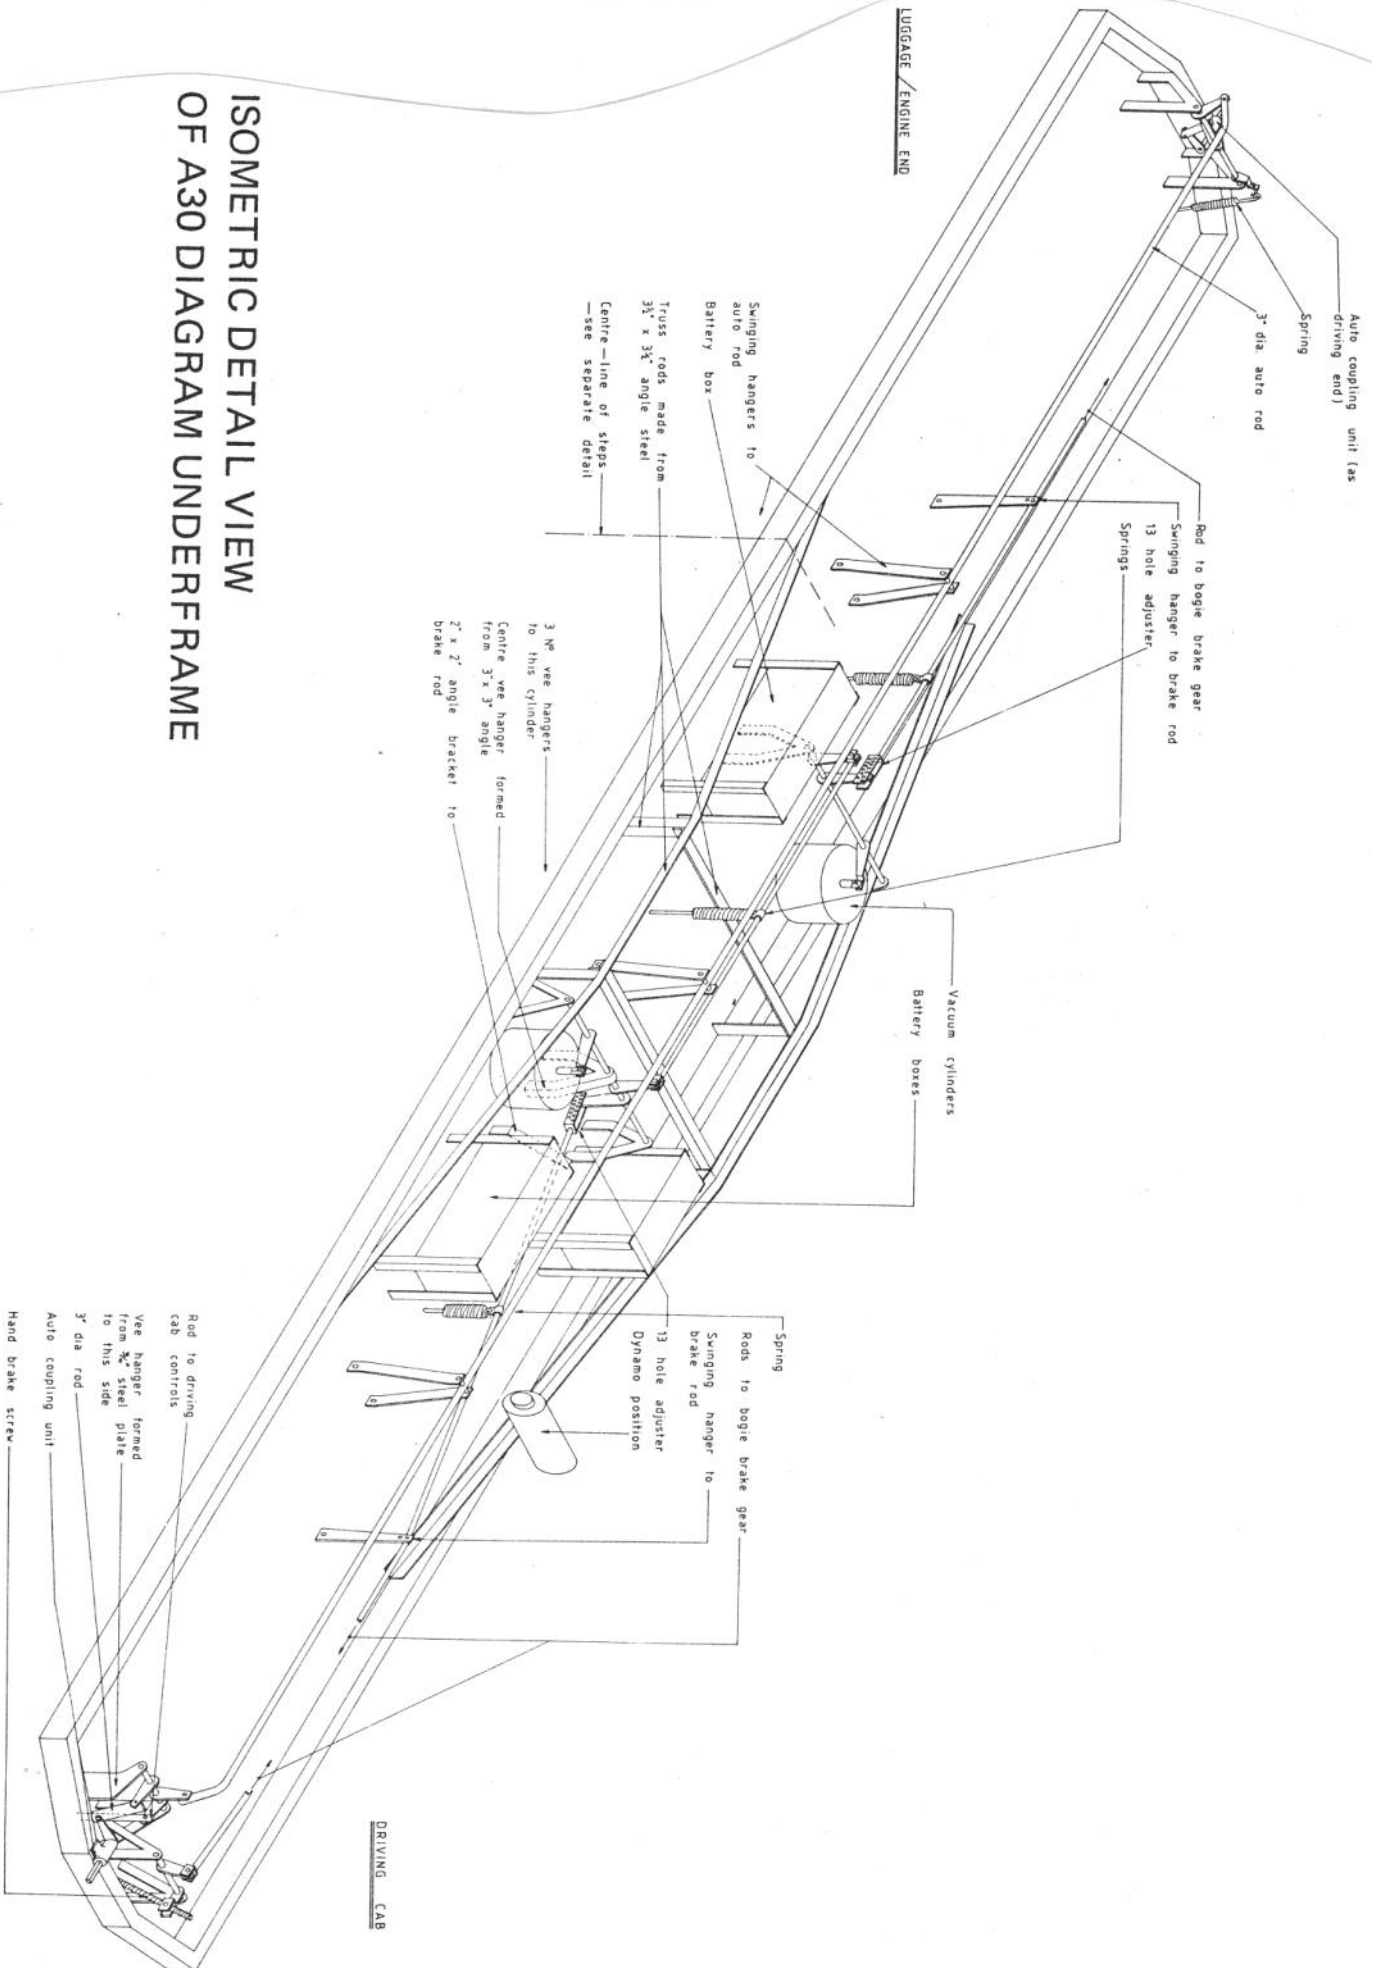 LUGGAGE / ENGINE END
Auto coupling unit (as
driving end)
Spring
3" dia. auto rod
Rod to bogie brake gear
Swinging hanger to brake rod
13 hole adjuster
Springs
Swinging hangers to
auto rod
Battery box
Truss rods made from
3½" x 3½" angle steel
Centre-line of steps
—see separate detail
3 Nº vee hangers
to this cylinder
Centre vee hanger formed
from 3" x 3" angle
2" x 2" angle bracket to
brake rod
Vacuum cylinders
Battery boxes
Spring
Rods to bogie brake gear
Swinging hanger to
brake rod
13 hole adjuster
Dynamo position
Rod to driving
cab controls
Vee hanger formed
from steel plate
to this side
3" dia rod
Auto coupling unit
Hand brake screw
DRIVING CAB
ISOMETRIC DETAIL VIEW
OF A30 DIAGRAM UNDERFRAME